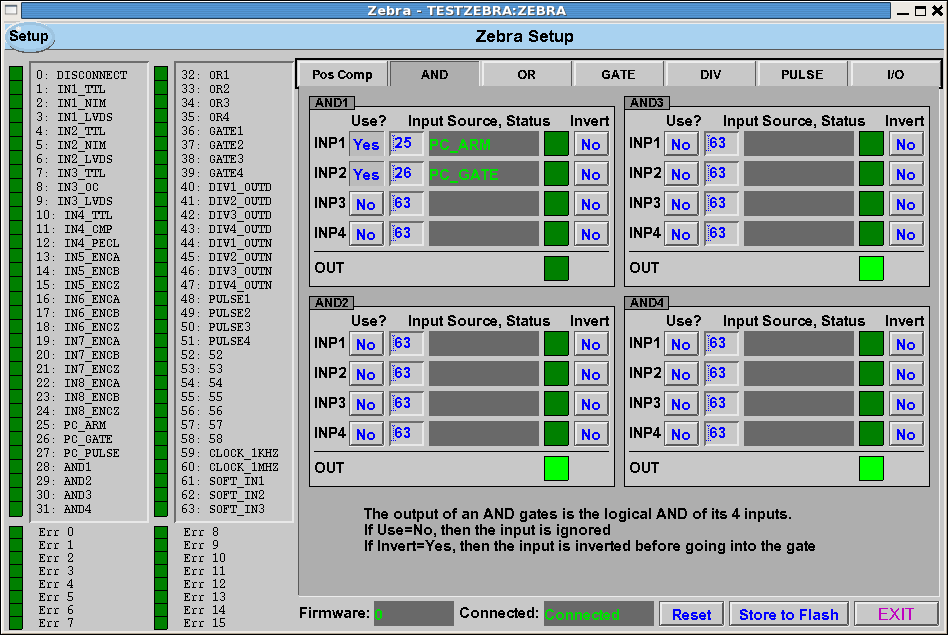 Zebra - TESTZEBRA:ZEBRA
Setup
Zebra Setup
0: DISCONNECT
1: IN1_TTL
2: IN1_NIM
3: IN1_LVDS
4: IN2_TTL
5: IN2_NIM
6: IN2_LVDS
7: IN3_TTL
8: IN3_OC
9: IN3_LVDS
10: IN4_TTL
11: IN4_CMP
12: IN4_PECL
13: IN5_ENCA
14: IN5_ENCB
15: IN5_ENCZ
16: IN6_ENCA
17: IN6_ENCB
18: IN6_ENCZ
19: IN7_ENCA
20: IN7_ENCB
21: IN7_ENCZ
22: IN8_ENCA
23: IN8_ENCB
24: IN8_ENCZ
25: PC_ARM
26: PC_GATE
27: PC_PULSE
28: AND1
29: AND2
30: AND3
31: AND4
32: OR1
33: OR2
34: OR3
35: OR4
36: GATE1
37: GATE2
38: GATE3
39: GATE4
40: DIV1_OUTD
41: DIV2_OUTD
42: DIV3_OUTD
43: DIV4_OUTD
44: DIV1_OUTN
45: DIV2_OUTN
46: DIV3_OUTN
47: DIV4_OUTN
48: PULSE1
49: PULSE2
50: PULSE3
51: PULSE4
52: 52
53: 53
54: 54
55: 55
56: 56
57: 57
58: 58
59: CLOCK_1KHZ
60: CLOCK_1MHZ
61: SOFT_IN1
62: SOFT_IN2
63: SOFT_IN3
Err 0
Err 1
Err 2
Err 3
Err 4
Err 5
Err 6
Err 7
Err 8
Err 9
Err 10
Err 11
Err 12
Err 13
Err 14
Err 15
Pos Comp AND OR GATE DIV PULSE I/O
AND1
Use? Input Source, Status Invert
INP1 Yes 25 PC_ARM No
INP2 Yes 26 PC_GATE No
INP3 No 63 No
INP4 No 63 No
OUT
AND3
Use? Input Source, Status Invert
INP1 No 63 No
INP2 No 63 No
INP3 No 63 No
INP4 No 63 No
OUT
AND2
Use? Input Source, Status Invert
INP1 No 63 No
INP2 No 63 No
INP3 No 63 No
INP4 No 63 No
OUT
AND4
Use? Input Source, Status Invert
INP1 No 63 No
INP2 No 63 No
INP3 No 63 No
INP4 No 63 No
OUT
The output of an AND gates is the logical AND of its 4 inputs.
If Use=No, then the input is ignored
If Invert=Yes, then the input is inverted before going into the gate
Firmware: 0 Connected: Connected Reset Store to Flash EXIT